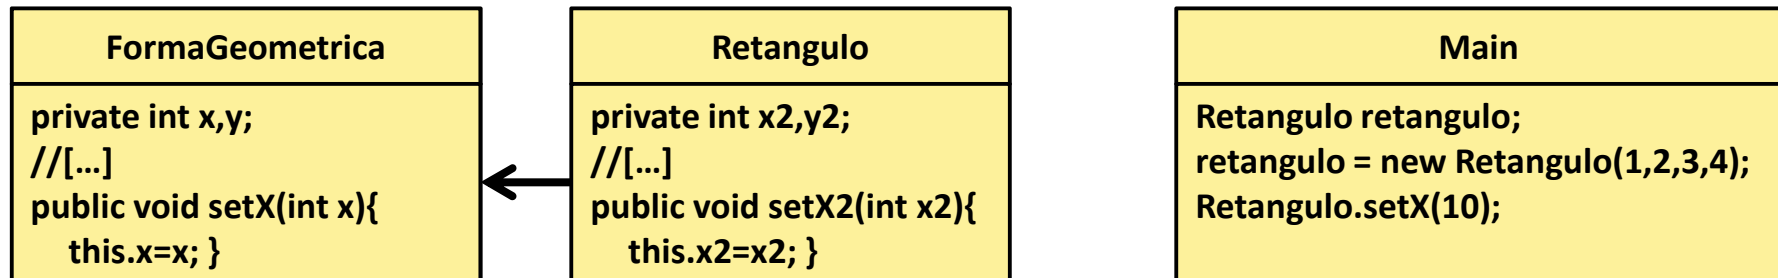 FormaGeometrica
private int x,y;
//[…]
public void setX(int x){
this.x=x; }
Retangulo
private int x2,y2;
//[…]
public void setX2(int x2){
this.x2=x2; }
Main
Retangulo retangulo;
retangulo = new Retangulo(1,2,3,4);
Retangulo.setX(10);